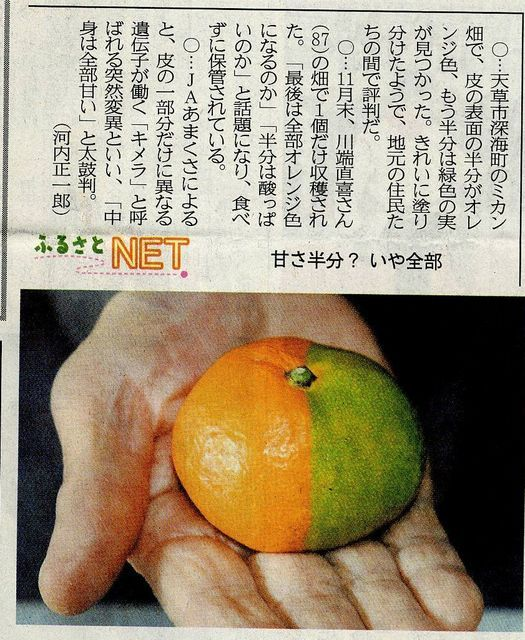 〇…天草市深海町のミカン
畑で、皮の表面の半分がオレ
ンジ色、もう半分は緑色の実
が見つかった。きれいに塗り
分けたようで、地元の住民た
ちの間で評判だ。
〇…11月末、川端直喜さん
（87）の畑で1個だけ収穫され
た。「最後は全部オレンジ色
になるのか」「半分は酸っぱ
いのか」と話題になり、食べ
ずに保管されている。
〇…ＪＡあまくさによる
と、皮の一部分だけに異なる
遺伝子が働く「キメラ」と呼
ばれる突然変異といい、「中
身は全部甘い」と太鼓判。
（河内正一郎）
ふるさと NET
甘さ半分？ いや全部